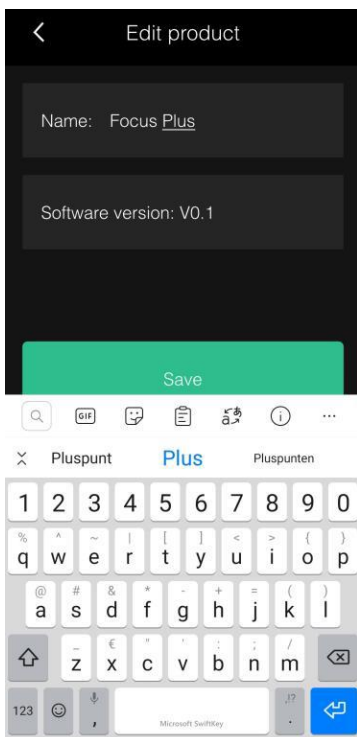 Edit product
Name: Focus Plus
Software version: V0.1
Save
GIF
Pluspunt Plus Pluspunten
1 2 3 4 5 6 7 8 9 0
% ^ ~ | [ ] < > { }
q w e r t y u i o p
@ # & * - + = ( )
a s d f g h j k l
_ € " ' : ; /
z x c v b n m
,!?
123 , Microsoft SwiftKey .